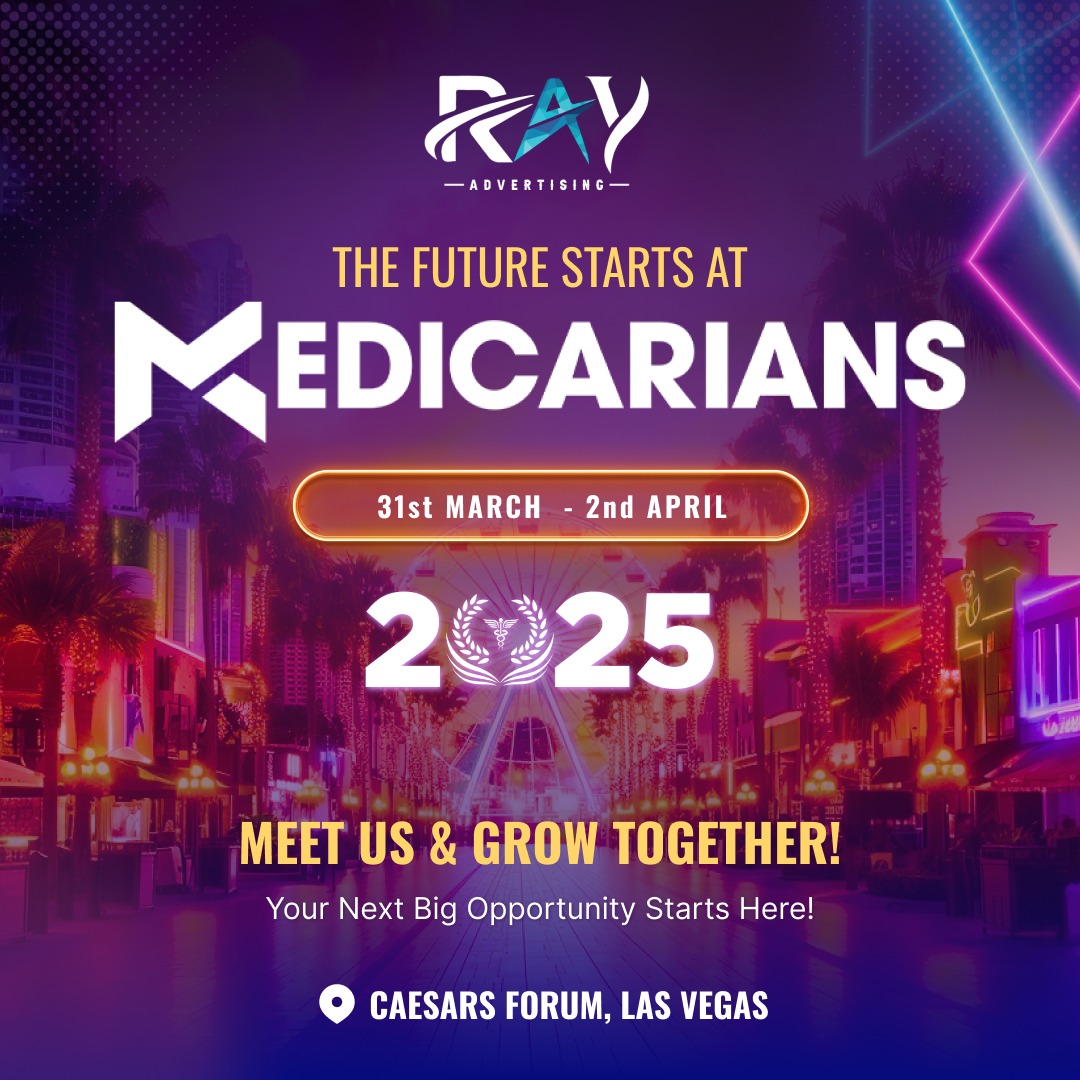 RAY
ADVERTISING
THE FUTURE STARTS AT
MEDICARIANS
31st MARCH - 2nd APRIL
2025
MEET US & GROW TOGETHER!
Your Next Big Opportunity Starts Here!
CAESARS FORUM, LAS VEGAS